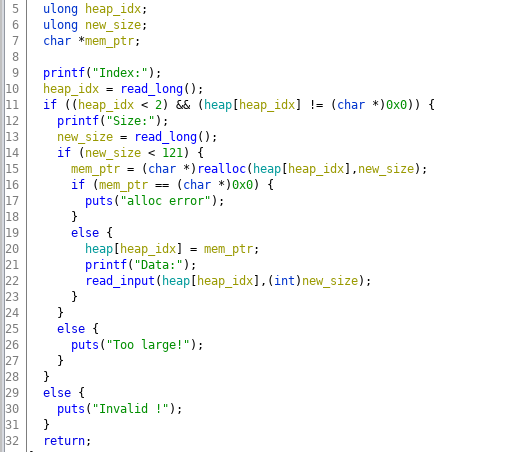 5 ulong heap_idx;
6 ulong new_size;
7 char *mem_ptr;
8
9 printf("Index:");
10 heap_idx = read_long();
11 if ((heap_idx < 2) && (heap[heap_idx] != (char *)0x0)) {
12 printf("Size:");
13 new_size = read_long();
14 if (new_size < 121) {
15 mem_ptr = (char *)realloc(heap[heap_idx],new_size);
16 if (mem_ptr == (char *)0x0) {
17 puts("alloc error");
18 }
19 else {
20 heap[heap_idx] = mem_ptr;
21 printf("Data:");
22 read_input(heap[heap_idx],(int)new_size);
23 }
24 }
25 else {
26 puts("Too large!");
27 }
28 }
29 else {
30 puts("Invalid !");
31 }
32 return;